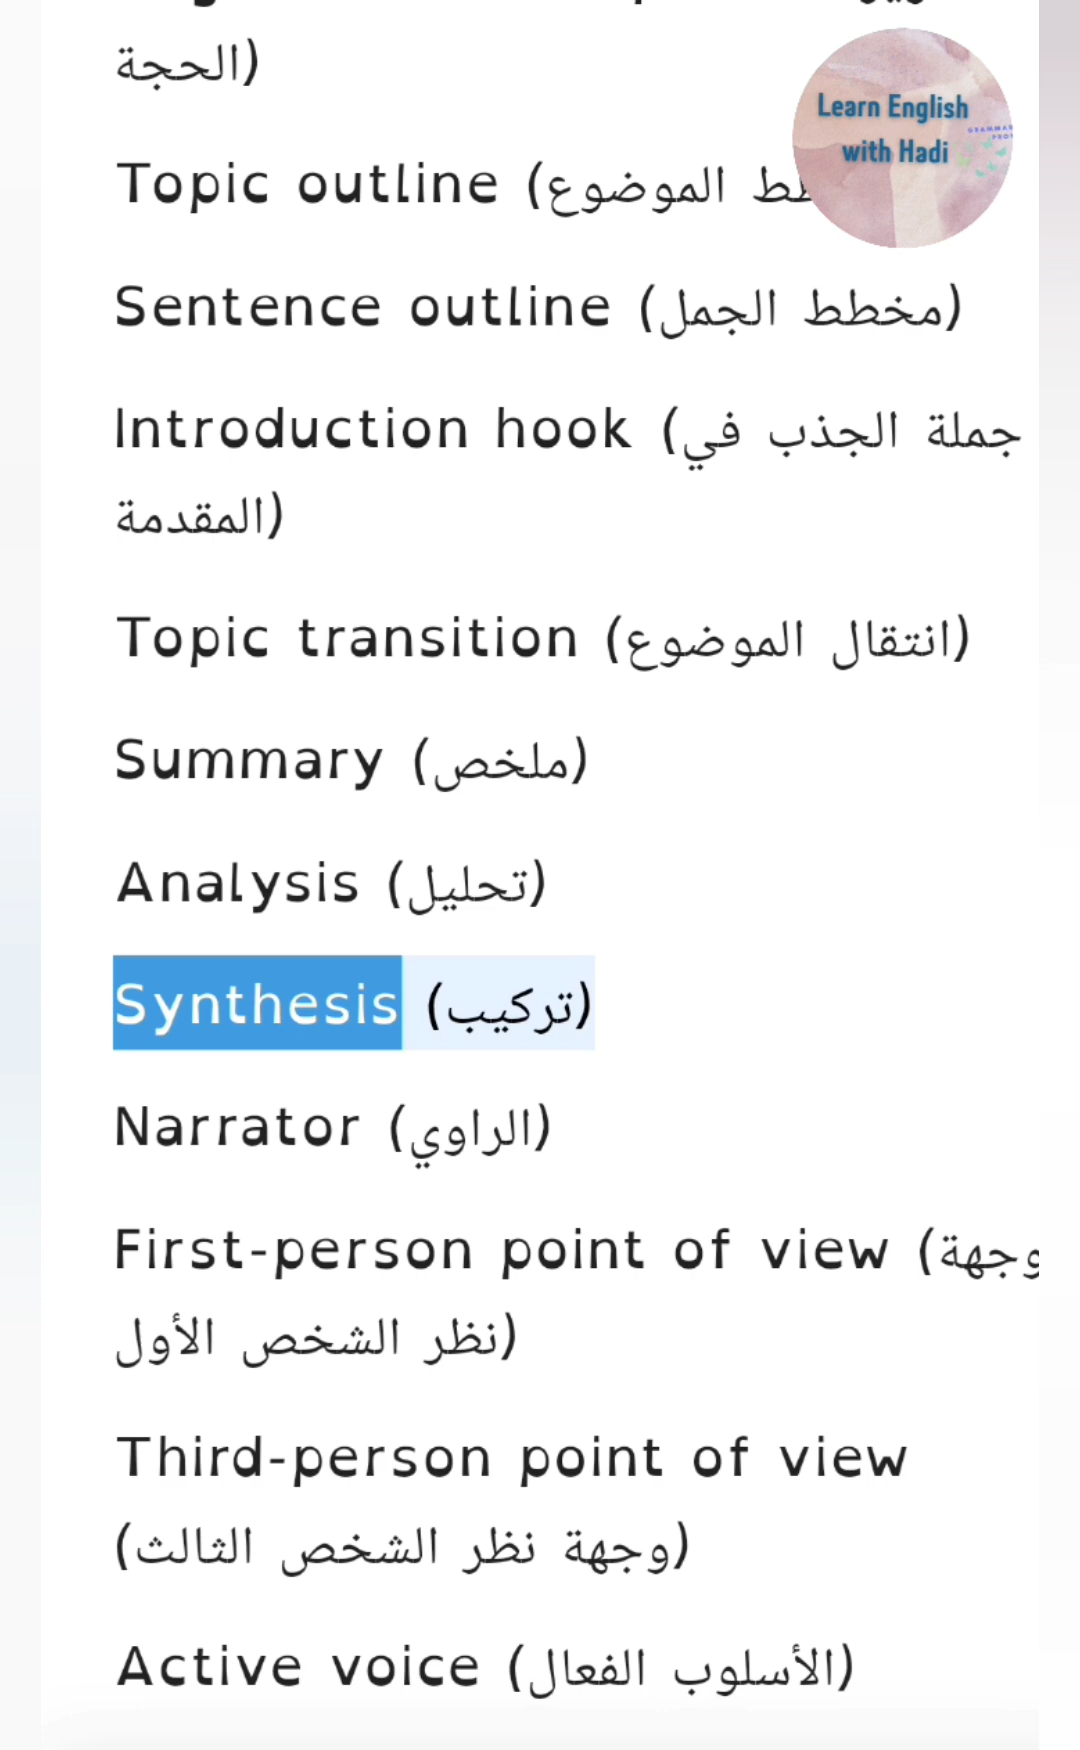 الحجة)
Learn English
with Hadi
Topic outline (الموضوع
Sentence outline (مخطط الجمل)
Introduction hook (جملة الجذب في
المقدمة)
Topic transition (انتقال الموضوع)
Summary (ملخص)
Analysis (تحليل)
Synthesis (تركيب)
Narrator (الراوي)
First-person point of view (وجهة
نظر الشخص الأول)
Third-person point of view
(وجهة نظر الشخص الثالث)
Active voice (الأسلوب الفعال)